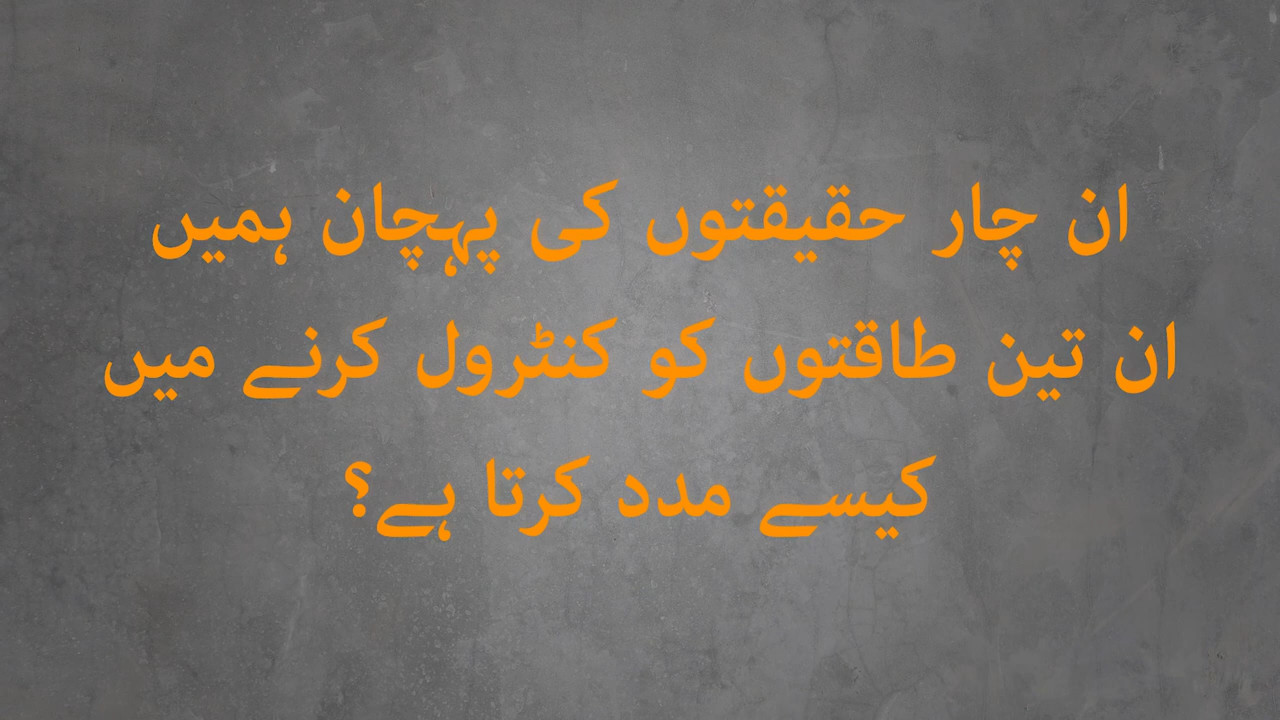 ان چار حقیقتوں کی پہچان ہمیں
ان تین طاقتوں کو کنٹرول کرنے میں
کیسے مدد کرتا ہے؟